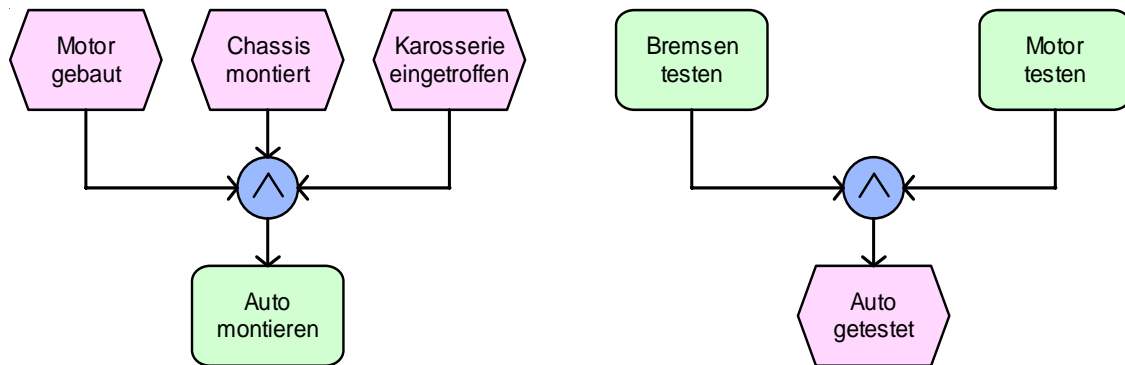 Motor
gebaut
Chassis
montiert
Karosserie
eingetroffen
Bremsen
testen
Motor
testen
Auto
montieren
Auto
getestet